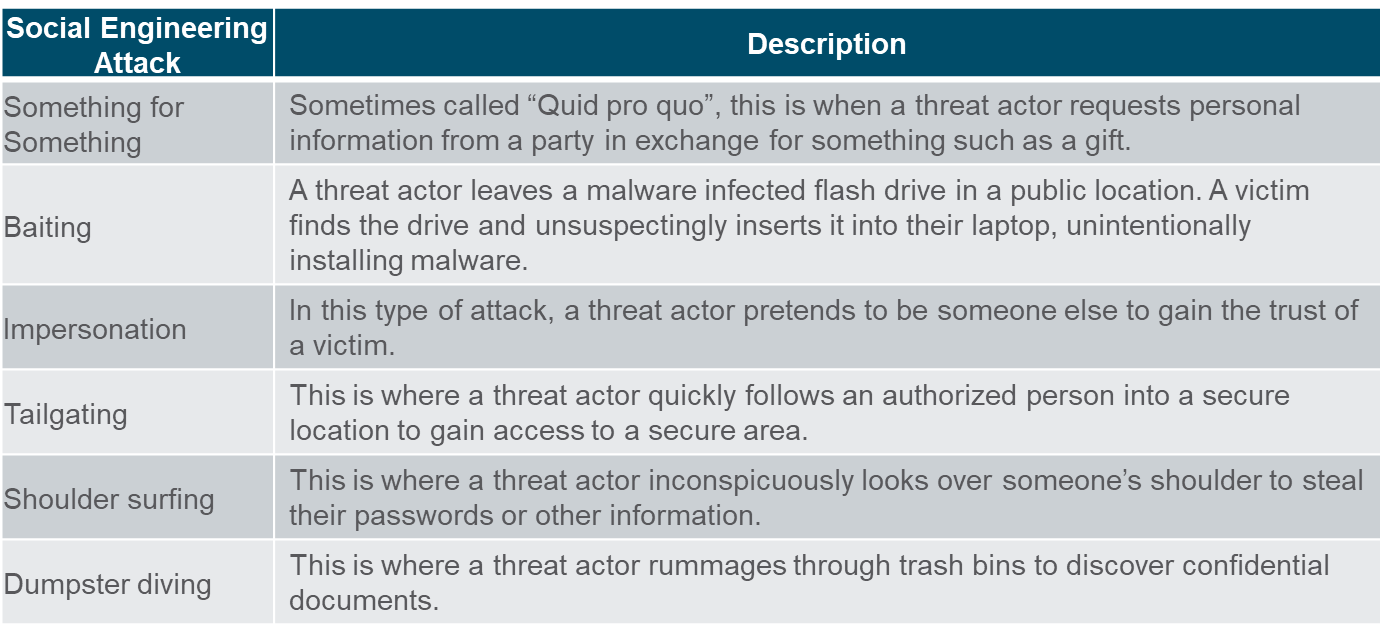 Social Engineering
Attack
Description
Something for
Something
Sometimes called “Quid pro quo”, this is when a threat actor requests personal
information from a party in exchange for something such as a gift.
Baiting
A threat actor leaves a malware infected flash drive in a public location. A victim
finds the drive and unsuspectingly inserts it into their laptop, unintentionally
installing malware.
Impersonation
In this type of attack, a threat actor pretends to be someone else to gain the trust of
a victim.
Tailgating
This is where a threat actor quickly follows an authorized person into a secure
location to gain access to a secure area.
Shoulder surfing
This is where a threat actor inconspicuously looks over someone’s shoulder to steal
their passwords or other information.
Dumpster diving
This is where a threat actor rummages through trash bins to discover confidential
documents.